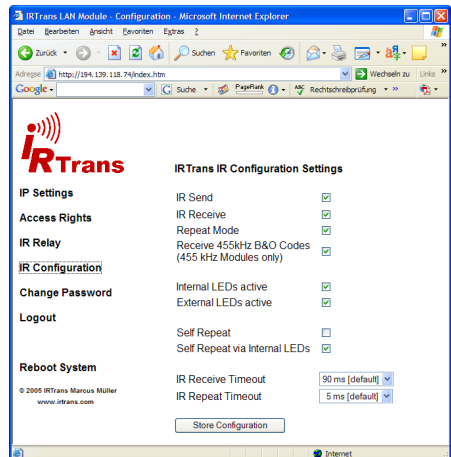 IRTrans LAN Module - Configuration - Microsoft Internet Explorer
Datei Bearbeiten Ansicht Favoriten Extras ?
Zurück Suchen Favoriten
Adresse http://194.139.118.74/index.htm Wechseln zu Links
Google Suche PageRank ABC Rechtschreibprüfung
iRTrans
IRTrans IR Configuration Settings
IP Settings
Access Rights
IR Relay
IR Configuration
Change Password
Logout
Reboot System
© 2005 IRTrans Marcus Müller
www.irtrans.com
IR Send
IR Receive
Repeat Mode
Receive 455kHz B&O Codes
(455 kHz Modules only)
Internal LEDs active
External LEDs active
Self Repeat
Self Repeat via Internal LEDs
IR Receive Timeout 90 ms [default]
IR Repeat Timeout 5 ms [default]
Store Configuration
Internet